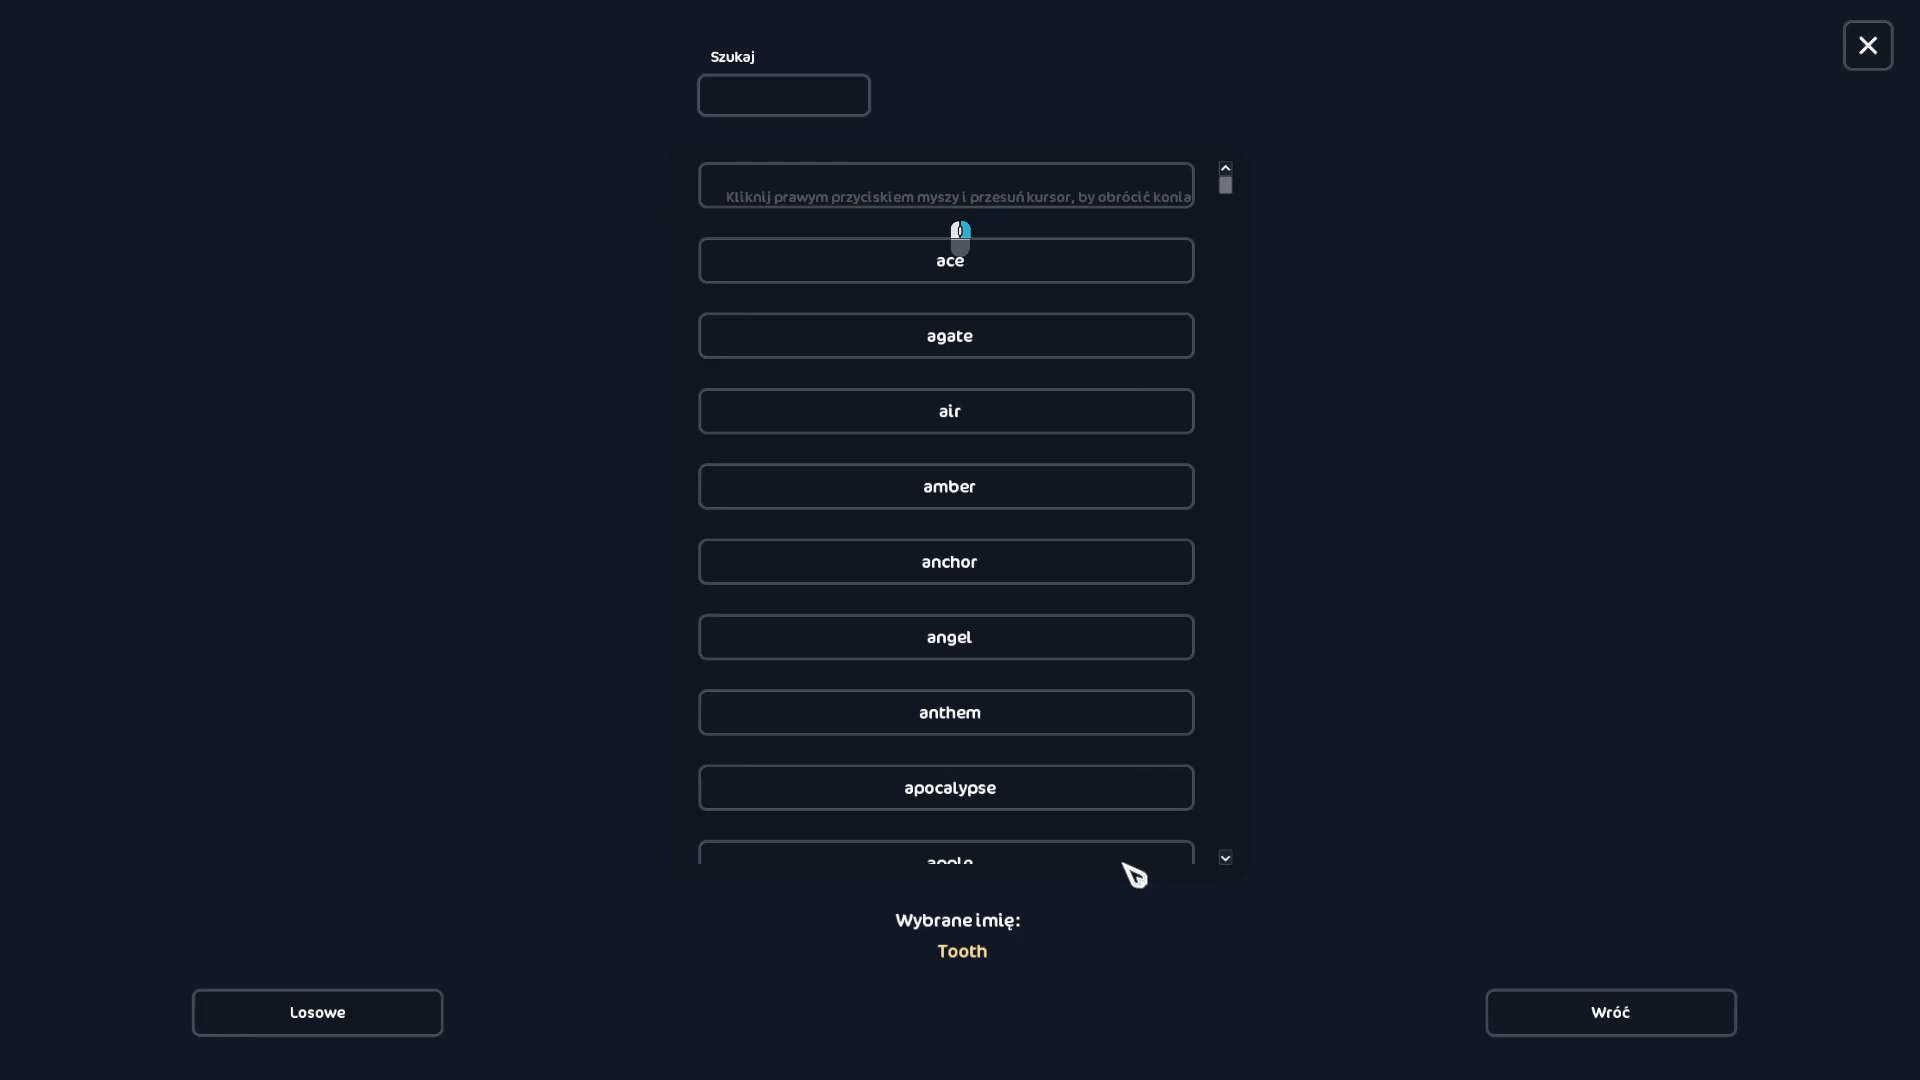 Szukaj
Kliknij prawym przyciskiem myszy i przesuń kursor, by obrócić konia
ace
agate
air
amber
anchor
angel
anthem
apocalypse
apple
Wybrane imię:
Tooth
Losowe
Wróć